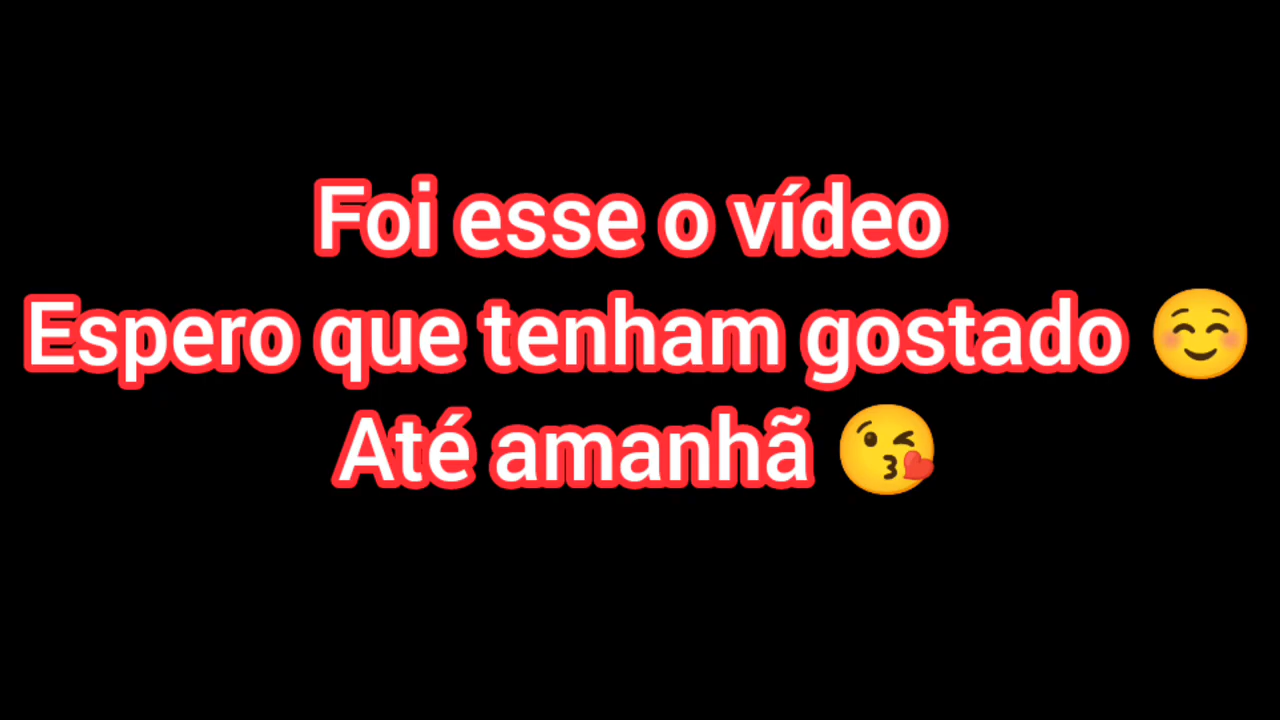 Foi esse o vídeo
Espero que tenham gostado ☺️
Até amanhã 😘